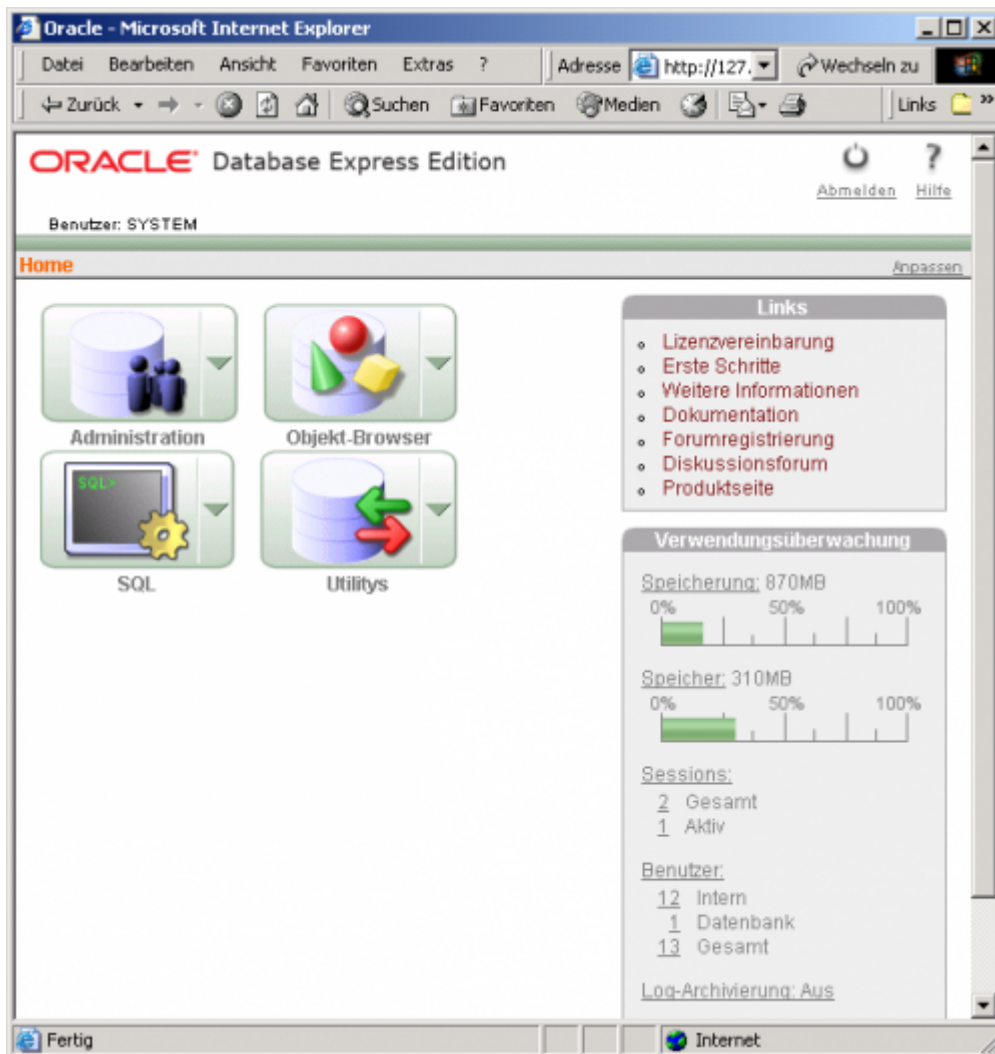 Oracle - Microsoft Internet Explorer
Datei Bearbeiten Ansicht Favoriten Extras ? Adresse http://127. Wechseln zu
Zurück Suchen Favoriten Medien Links »
ORACLE Database Express Edition
Abmelden Hilfe
Benutzer: SYSTEM
Home Anpassen
Administration Objekt-Browser
SQL>
SQL Utilitys
Links
Lizenzvereinbarung
Erste Schritte
Weitere Informationen
Dokumentation
Forumregistrierung
Diskussionsforum
Produktseite
Verwendungsüberwachung
Speicherung: 870MB
0% 50% 100%
Speicher: 310MB
0% 50% 100%
Sessions:
2 Gesamt
1 Aktiv
Benutzer:
12 Intern
1 Datenbank
13 Gesamt
Log-Archivierung: Aus
Fertig Internet